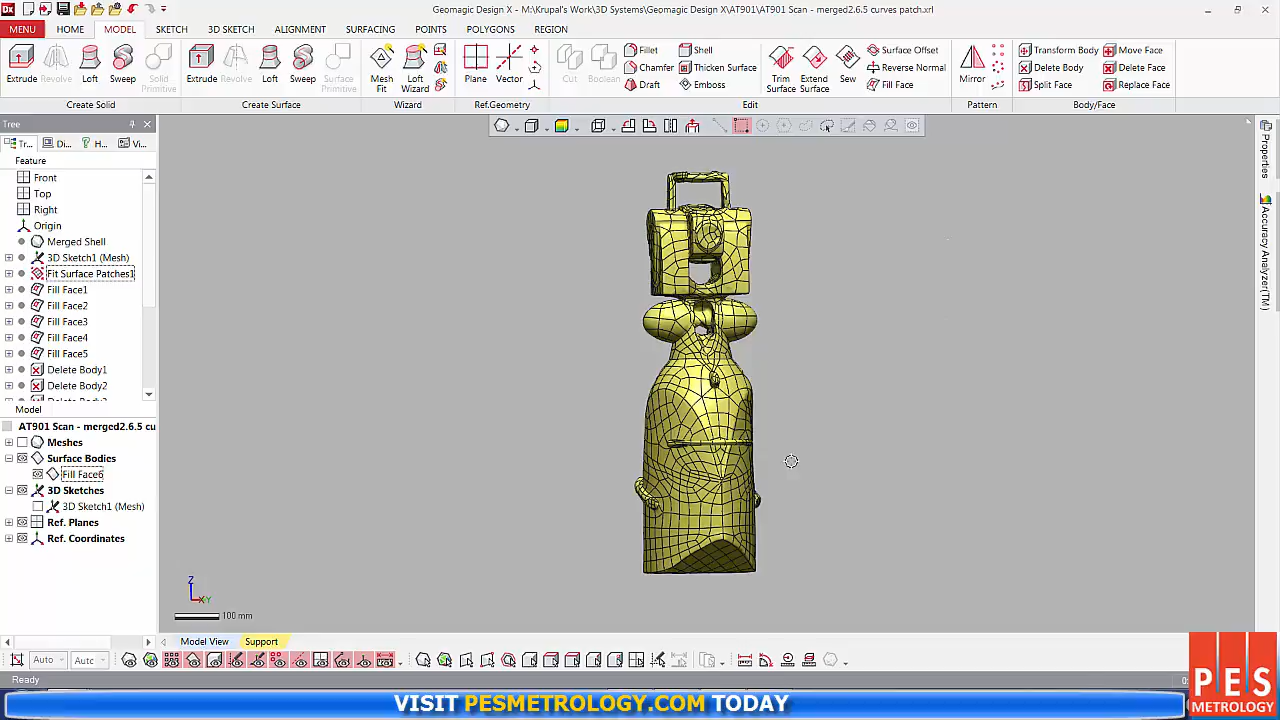 Geomagic Design X - M:\Krupal's Work\3D Systems\Geomagic Design X\AT901\AT901 Scan - merged2.6.5 curves patch.xrl
MENU HOME MODEL SKETCH 3D SKETCH ALIGNMENT SURFACING POINTS POLYGONS REGION
Extrude Revolve Loft Sweep Solid Primitive
Create Solid
Extrude Revolve Loft Sweep Surface Primitive
Create Surface
Mesh Fit Loft Wizard
Wizard
Plane Vector
Ref.Geometry
Cut Boolean Fillet Chamfer Draft Shell Thicken Surface Emboss Trim Surface Extend Surface Sew Surface Offset Reverse Normal Fill Face
Edit
Mirror
Pattern
Transform Body Delete Body Split Face Move Face Delete Face Replace Face
Body/Face
Tree
Tr... Di... H... Vi...
Feature
Front
Top
Right
Origin
Merged Shell
3D Sketch1 (Mesh)
Fit Surface Patches1
Fill Face1
Fill Face2
Fill Face3
Fill Face4
Fill Face5
Delete Body1
Delete Body2
Model
AT901 Scan - merged2.6.5 cu
Meshes
Surface Bodies
Fill Face6
3D Sketches
3D Sketch1 (Mesh)
Ref. Planes
Ref. Coordinates
Properties
Accuracy Analyzer(TM)
Z
X Y
100 mm
Model View Support
Auto Autc
Ready
PES
METROLOGY
VISIT PESMETROLOGY.COM TODAY